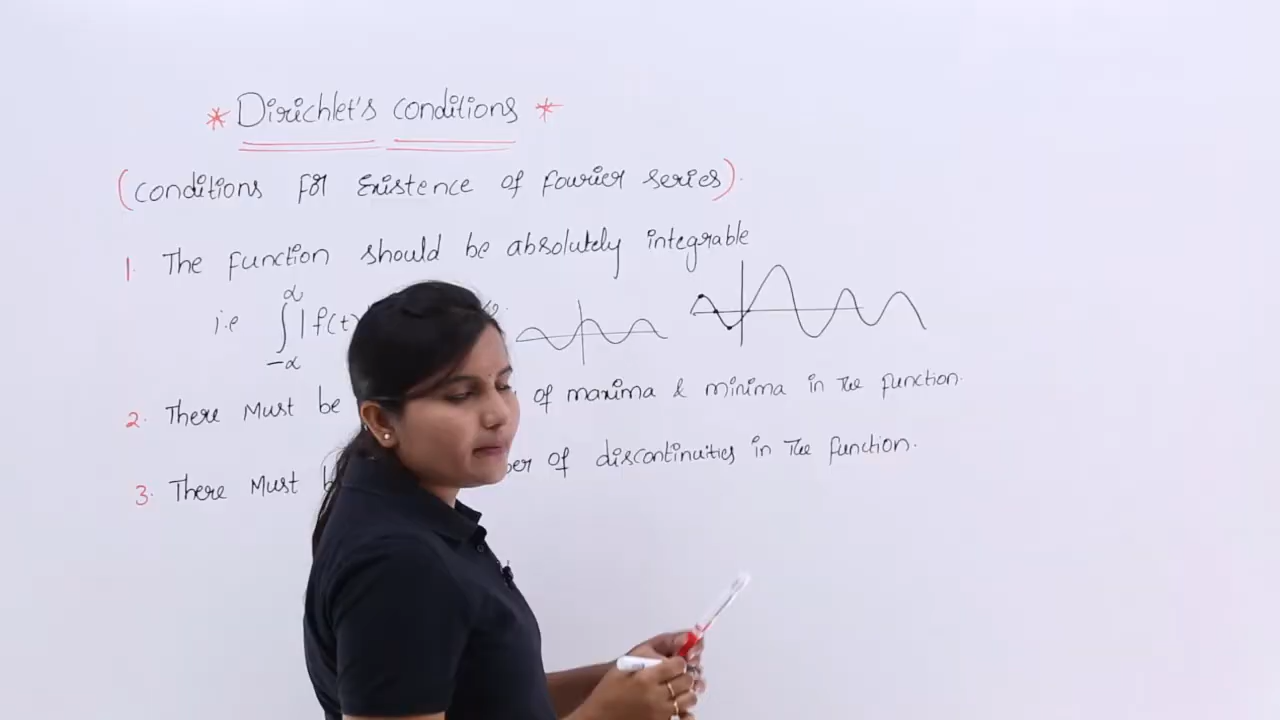 * Dirichlet's conditions *
(conditions for Existence of Fourier series).
1. The function should be absolutely integrable
i.e ∫ -α α |f(t)
2. There Must be of maxima & minima in The function.
3. There Must in The function. of discontinuities